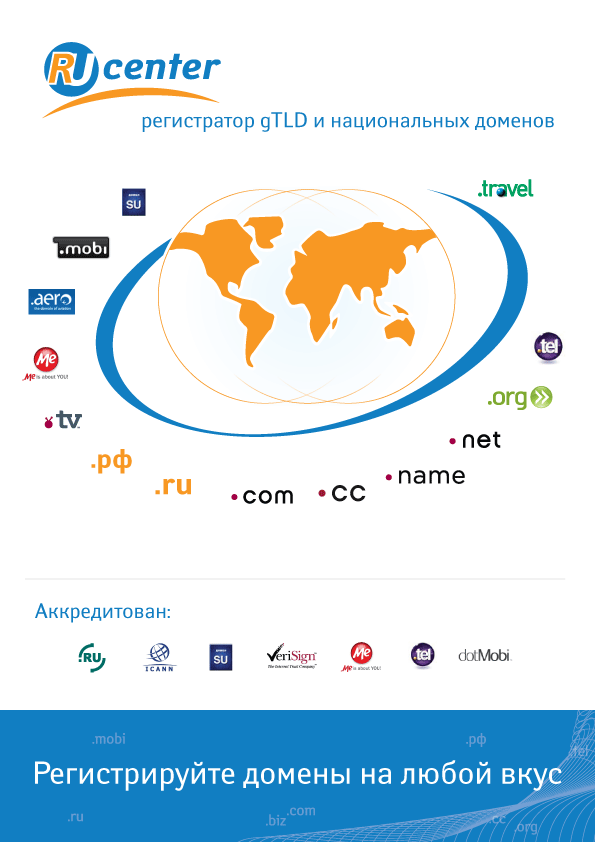 RU center
регистратор gTLD и национальных доменов
.travel
SU
.mobi
.aero
the domain of aviation
.tel
Me
Me is about YOU!
.org
.tv
.net
.рф
.name
.ru
.com
.cc
Аккредитован:
.RU
ICANN
SU
VeriSign
The Internet Trust Company
Me
Me is about YOU!
.tel
dotMobi
.mobi
.рф
.tel
Регистрируйте домены на любой вкус
.ru
.com
.biz
.cc
.org